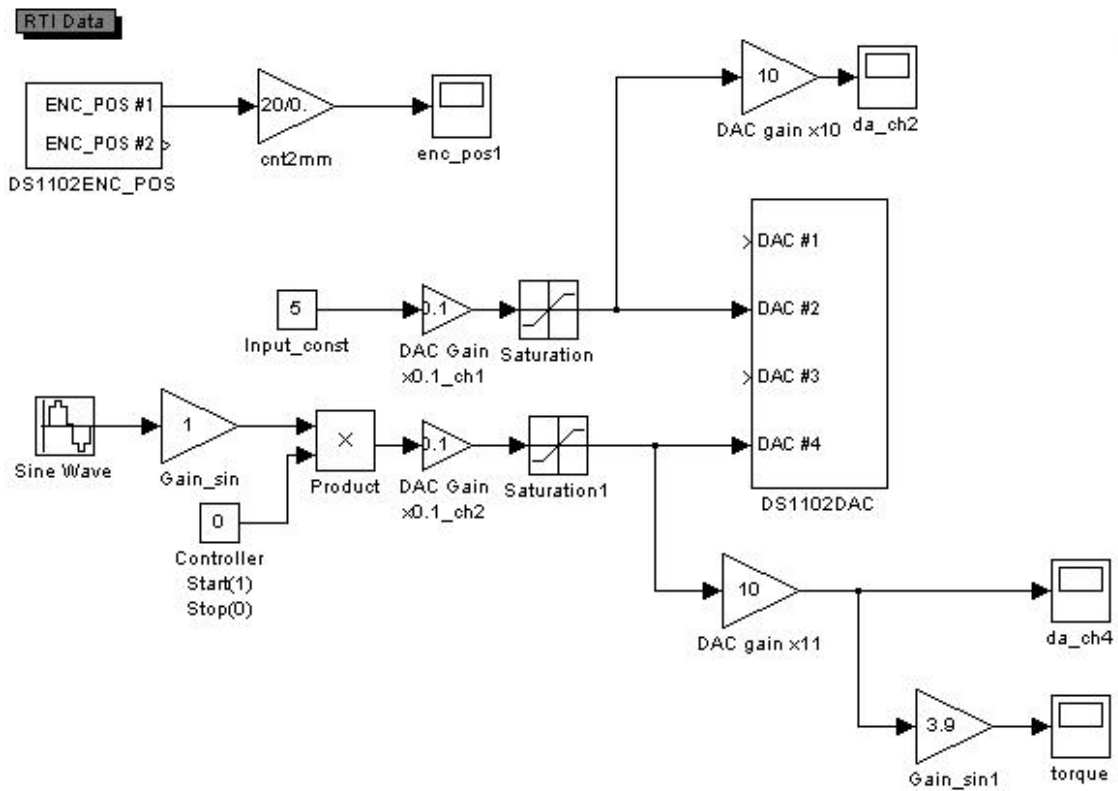 RTI Data
ENC_POS #1
ENC_POS #2
DS1102ENC_POS
20/0.
cnt2mm
enc_pos1
10
DAC gain x10
da_ch2
DAC #1
DAC #2
DAC #3
DAC #4
DS1102DAC
5
Input_const
0.1
DAC Gain
x0.1_ch1
Saturation
Sine Wave
1
Gain_sin
×
Product
0.1
DAC Gain
x0.1_ch2
Saturation1
0
Controller
Start(1)
Stop(0)
10
DAC gain x11
da_ch4
3.9
Gain_sin1
torque